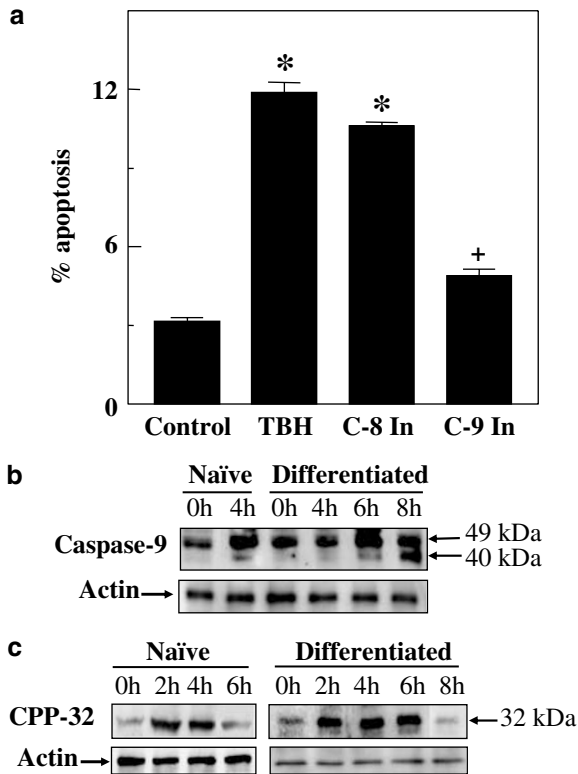 a
% apoptosis
12
6
0
*
*
+
Control TBH C-8 In C-9 In
b
Naïve Differentiated
0h 4h 0h 4h 6h 8h
Caspase-9
49 kDa
40 kDa
Actin
c
Naïve Differentiated
0h 2h 4h 6h 0h 2h 4h 6h 8h
CPP-32
32 kDa
Actin